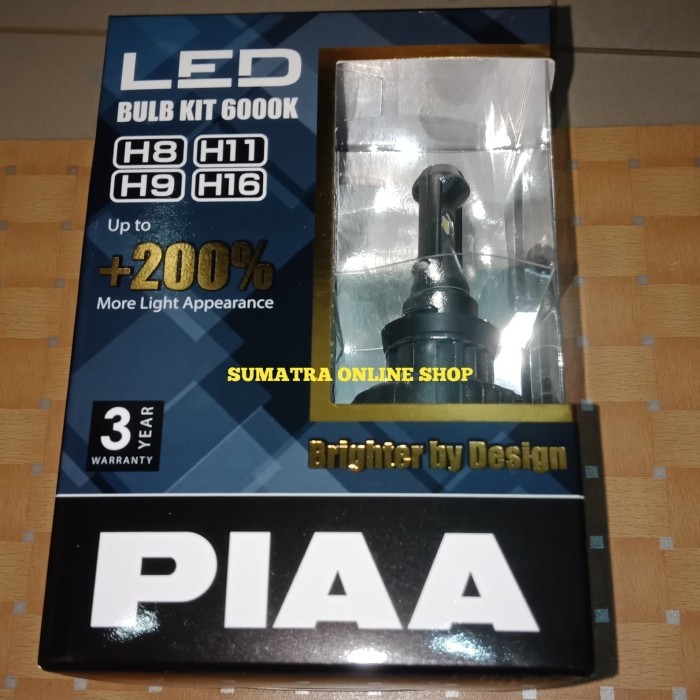 LED
BULB KIT 6000K
H8 H11
H9 H16
Up to
+200%
More Light Appearance
SUMATRA ONLINE SHOP
3 YEAR
WARRANTY
Brighter by Design
PIAA